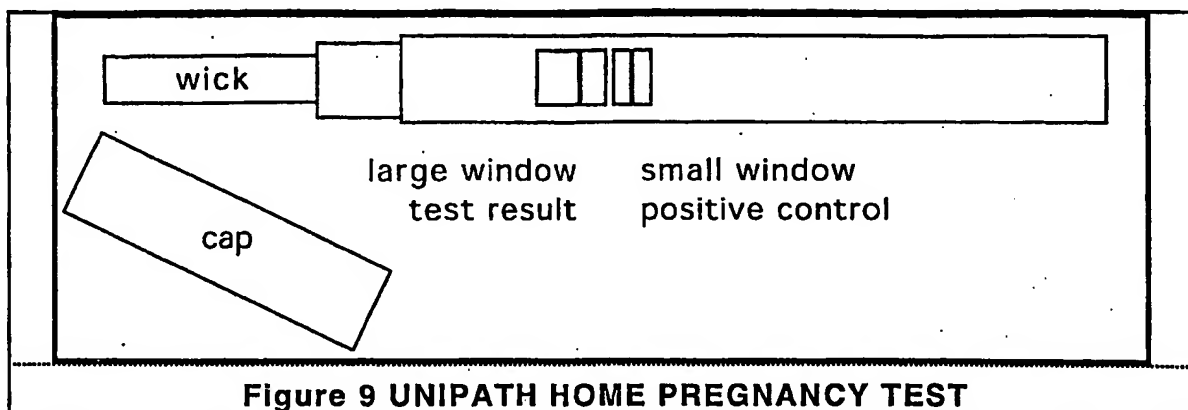 wick
large window small window
test result positive control
cap
Figure 9 UNIPATH HOME PREGNANCY TEST